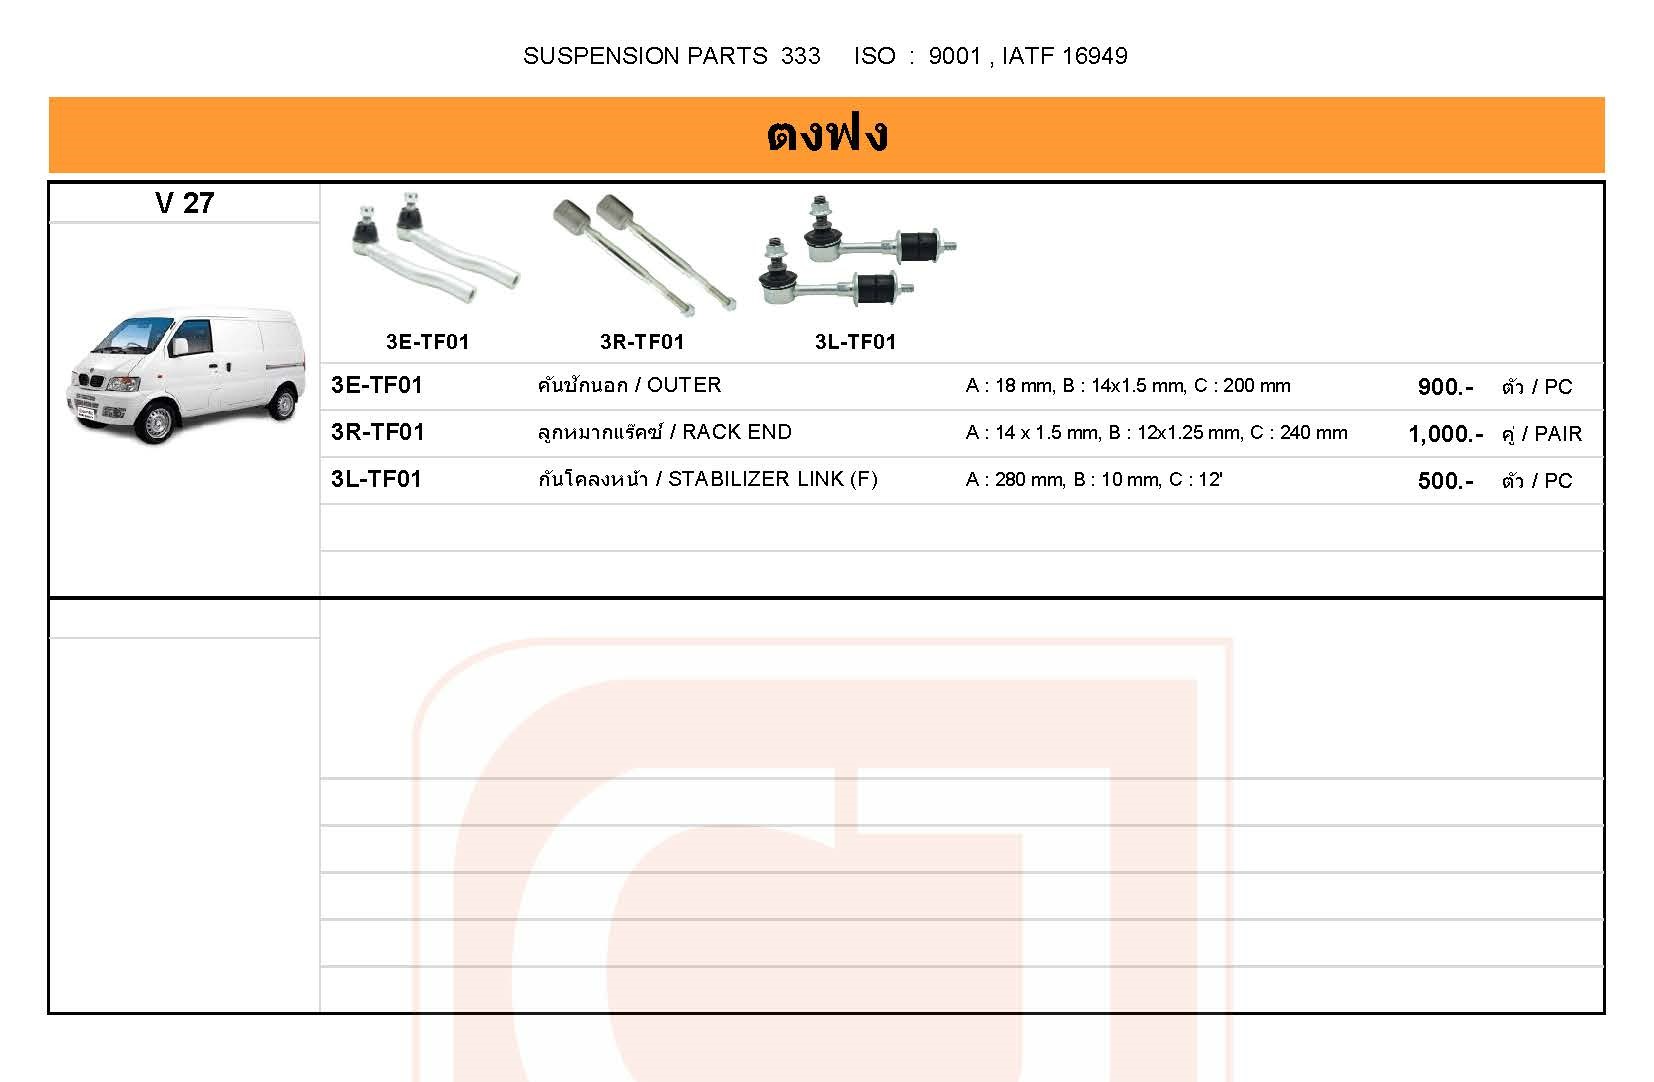 SUSPENSION PARTS 333 ISO : 9001 , IATF 16949
ตงฟง
V 27
3E-TF01 3R-TF01 3L-TF01
3E-TF01 คันชักนอก / OUTER A : 18 mm, B : 14x1.5 mm, C : 200 mm 900.- ตัว / PC
3R-TF01 ลูกหมากแร๊คซ์ / RACK END A : 14 x 1.5 mm, B : 12x1.25 mm, C : 240 mm 1,000.- คู่ / PAIR
3L-TF01 กันโคลงหน้า / STABILIZER LINK (F) A : 280 mm, B : 10 mm, C : 12' 500.- ตัว / PC